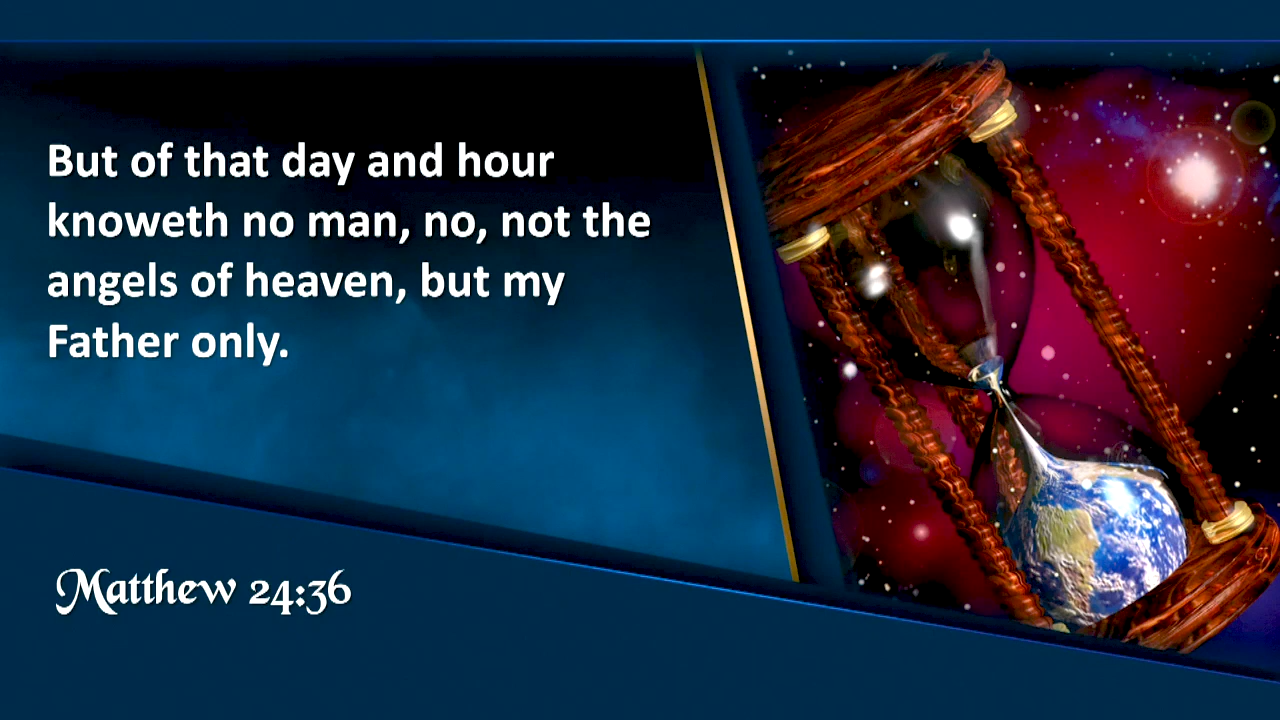 But of that day and hour
knoweth no man, no, not the
angels of heaven, but my
Father only.
Matthew 24:36